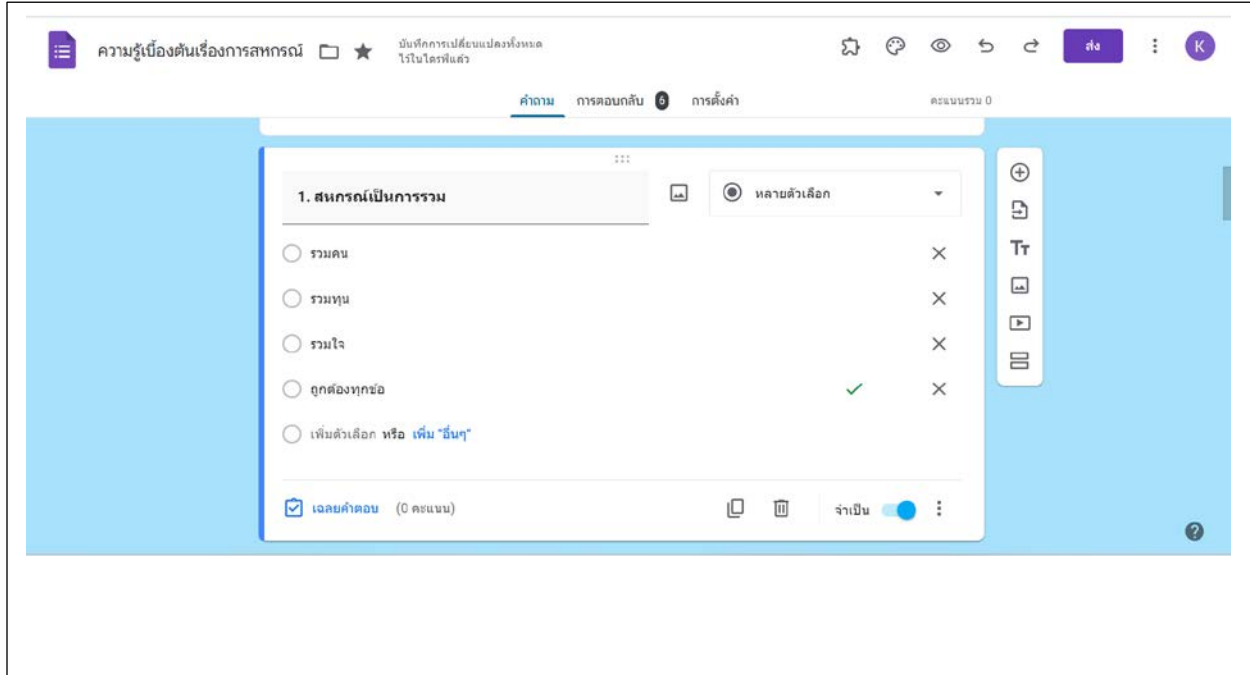 ความรู้เบื้องต้นเรื่องการสหกรณ์
บันทึกการเปลี่ยนแปลงทั้งหมด
ไว้ในไดรฟ์แล้ว
ส่ง
K
คำถาม การตอบกลับ 6 การตั้งค่า
คะแนนรวม 0
1. สหกรณ์เป็นการรวม
หลายตัวเลือก
รวมคน
รวมทุน
รวมใจ
ถูกต้องทุกข้อ
เพิ่มตัวเลือก หรือ เพิ่ม "อื่นๆ"
เฉลยคำตอบ (0 คะแนน)
จำเป็น